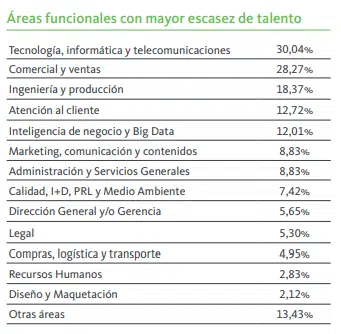 Áreas funcionales con mayor escasez de talento
Tecnología, informática y telecomunicaciones 30,04%
Comercial y ventas 28,27%
Ingeniería y producción 18,37%
Atención al cliente 12,72%
Inteligencia de negocio y Big Data 12,01%
Marketing, comunicación y contenidos 8,83%
Administración y Servicios Generales 8,83%
Calidad, I+D, PRL y Medio Ambiente 7,42%
Dirección General y/o Gerencia 5,65%
Legal 5,30%
Compras, logística y transporte 4,95%
Recursos Humanos 2,83%
Diseño y Maquetación 2,12%
Otras áreas 13,43%